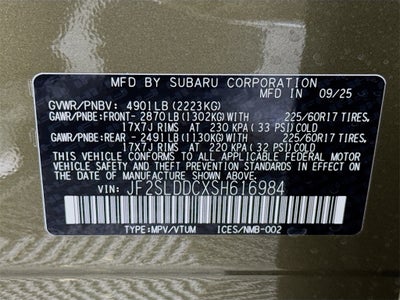 MFD BY SUBARU CORPORATION IN 09/25
GVWR/PNBV: 4901LB (2223KG)
GAWR/PNBE:FRONT- 2870LB (1302KG)WITH 225/60R17 TIRES,
17X7J RIMS AT 230 KPA (33 PSI)COLD
GAWR/PNBE:REAR - 2491LB (1130KG)WITH 225/60R17 TIRES,
17X7J RIMS AT 220 KPA (32 PSI)COLD
THIS VEHICLE CONFORMS TO ALL APPLICABLE FEDERAL MOTOR
VEHICLE SAFETY AND THEFT PREVENTION STANDARDS IN EFFECT
ON THE DATE OF MANUFACTURE SHOWN ABOVE.
VIN: JF2SLDDCXSH616984
TYPE:MPV/VTUM ICES/NMB-002